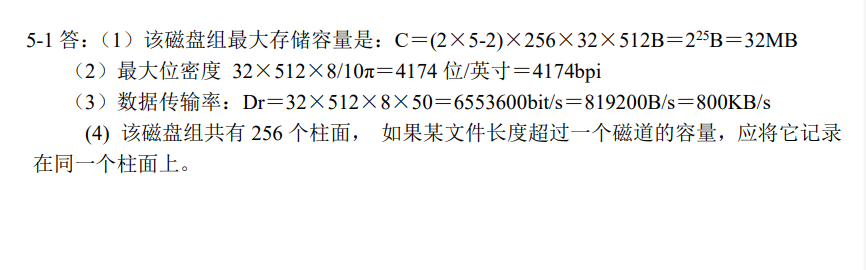 5-1 答：（1）该磁盘组最大存储容量是：C＝(2×5-2)×256×32×512B＝2²⁵B＝32MB
（2）最大位密度 32×512×8/10π＝4174 位/英寸＝4174bpi
（3）数据传输率：Dr＝32×512×8×50＝6553600bit/s＝819200B/s＝800KB/s
(4) 该磁盘组共有 256 个柱面， 如果某文件长度超过一个磁道的容量，应将它记录
在同一个柱面上。